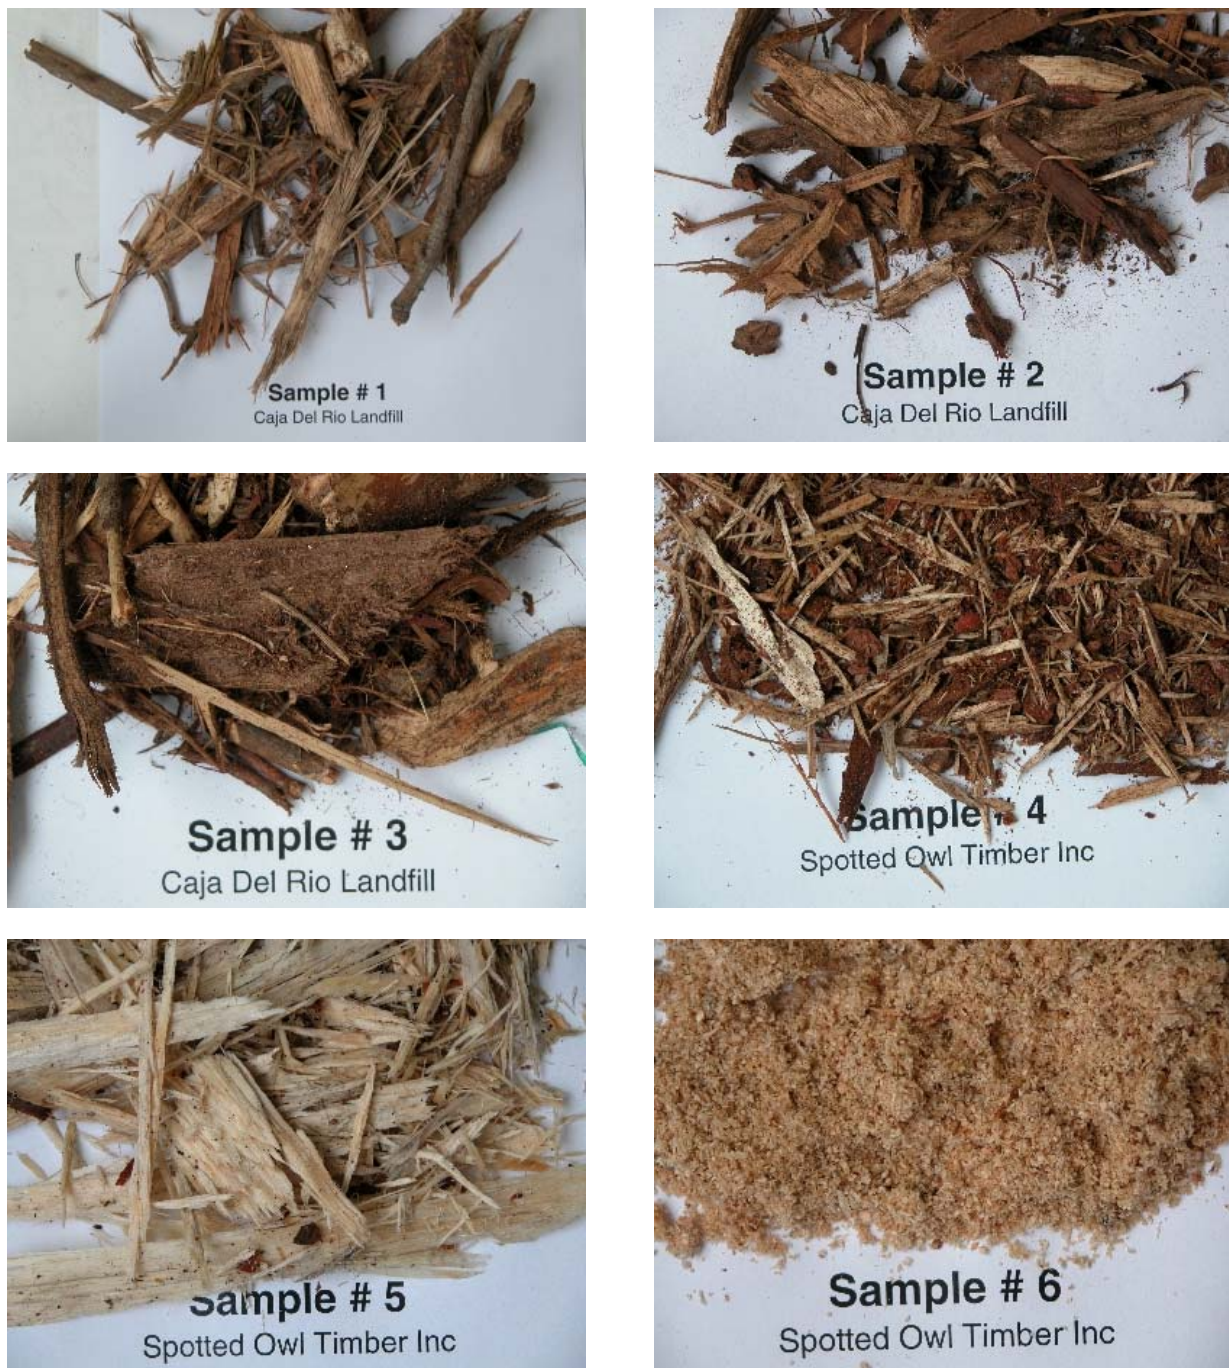 Sample # 1
Caja Del Rio Landfill
Sample # 2
Caja Del Rio Landfill
Sample # 3
Caja Del Rio Landfill
Sample # 4
Spotted Owl Timber Inc
Sample # 5
Spotted Owl Timber Inc
Sample # 6
Spotted Owl Timber Inc